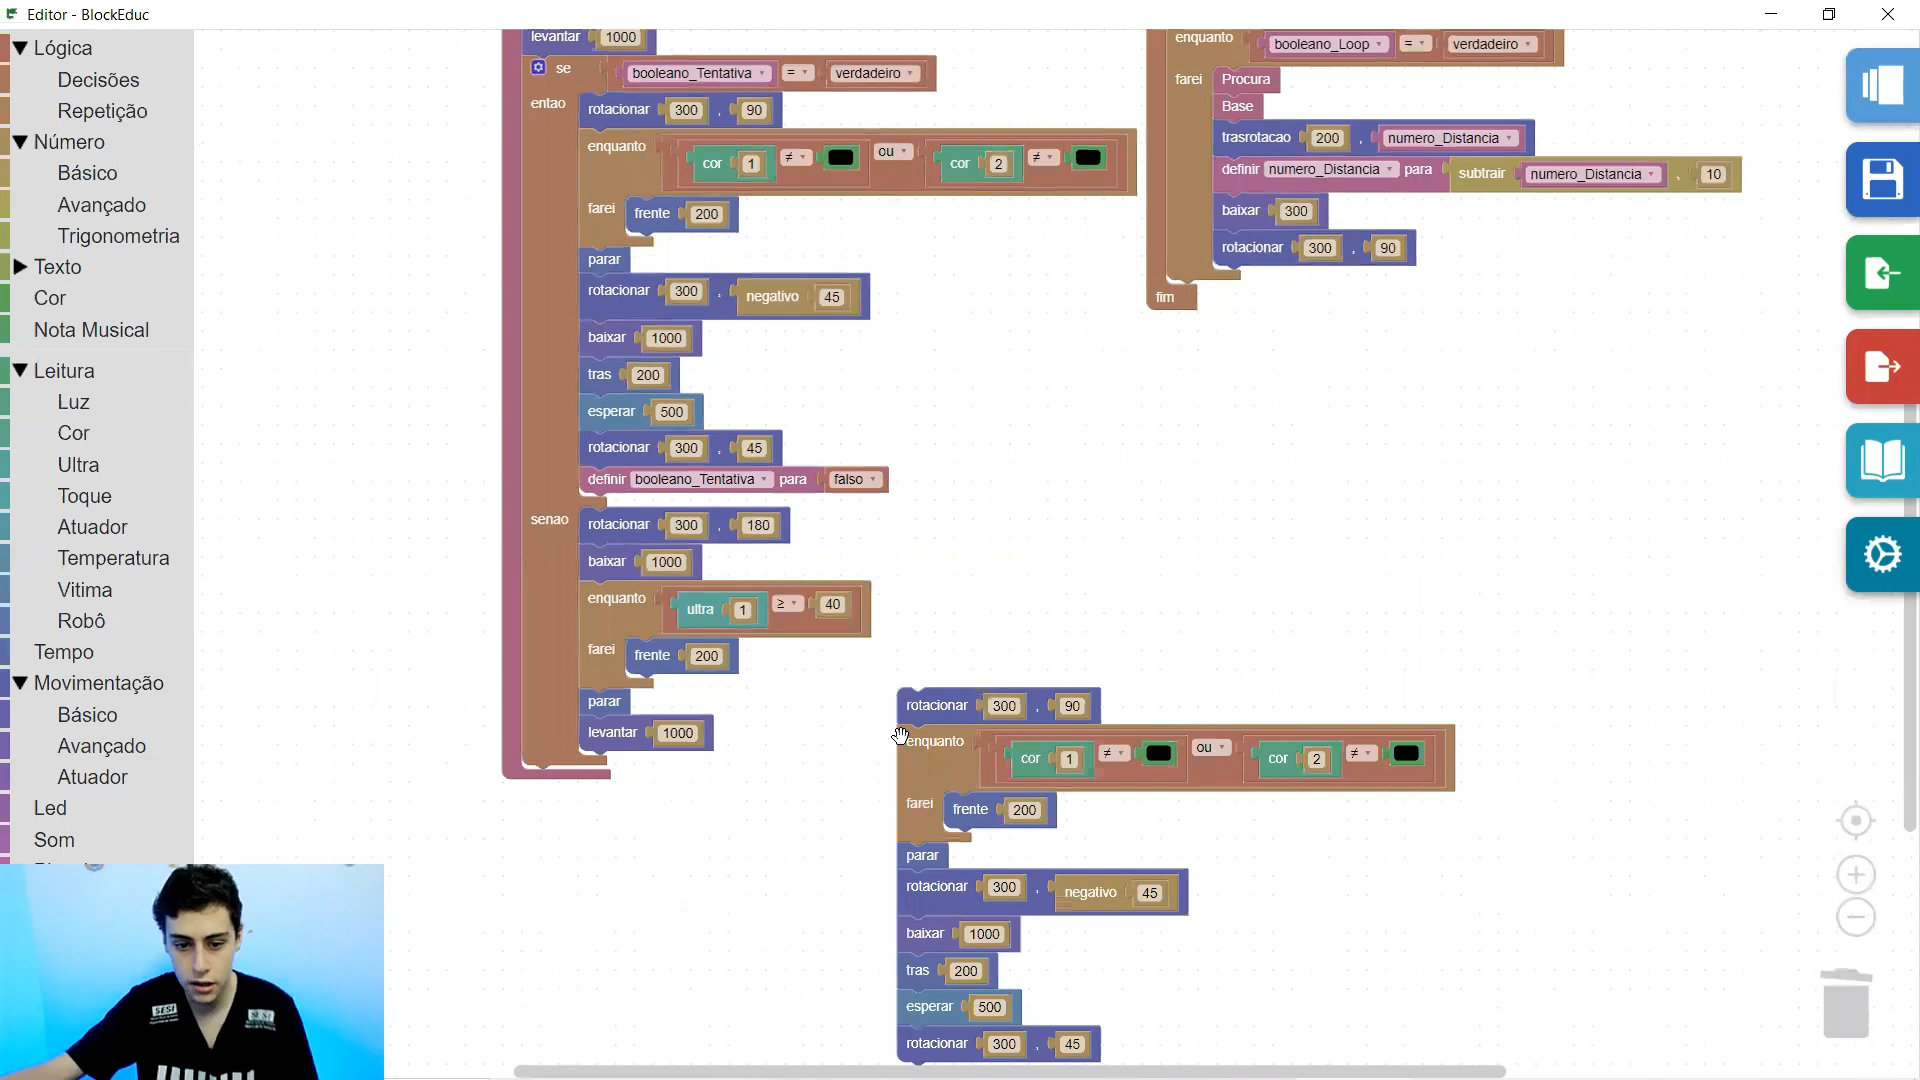 Editor - BlockEduc
Lógica
Decisões
Repetição
Número
Básico
Avançado
Trigonometria
Texto
Cor
Nota Musical
Leitura
Luz
Cor
Ultra
Toque
Atuador
Temperatura
Vitima
Robô
Tempo
Movimentação
Básico
Avançado
Atuador
Led
Som
levantar 1000
se booleano_Tentativa = verdadeiro
entao rotacionar 300 , 90
enquanto cor 1 ≠ ou cor 2 ≠
farei frente 200
parar
rotacionar 300 , negativo 45
baixar 1000
tras 200
esperar 500
rotacionar 300 , 45
definir booleano_Tentativa para falso
senao rotacionar 300 , 180
baixar 1000
enquanto ultra 1 ≥ 40
farei frente 200
parar
levantar 1000
enquanto booleano_Loop = verdadeiro
farei Procura
Base
trasrotacao 200 , numero_Distancia
definir numero_Distancia para subtrair numero_Distancia , 10
baixar 300
rotacionar 300 , 90
fim
rotacionar 300 , 90
enquanto cor 1 ≠ ou cor 2 ≠
farei frente 200
parar
rotacionar 300 , negativo 45
baixar 1000
tras 200
esperar 500
rotacionar 300 , 45
SESI